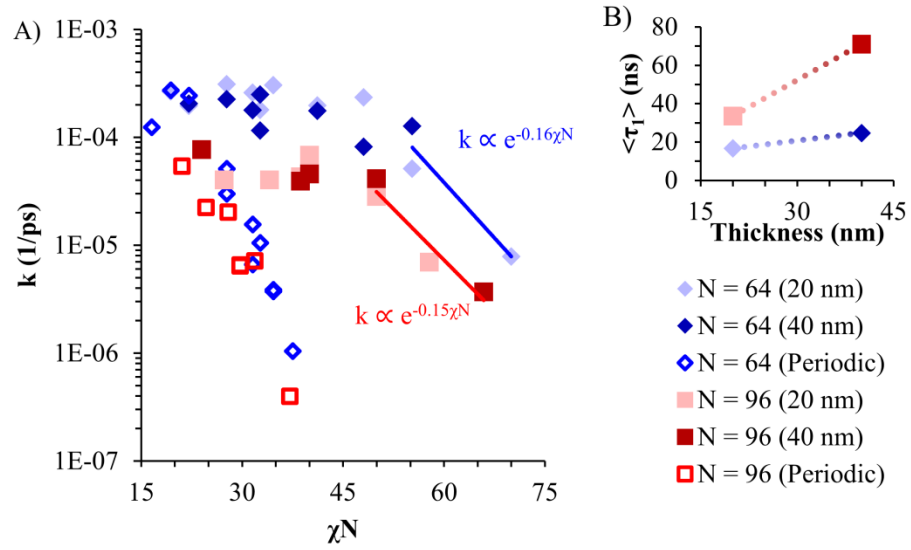 A)
1E-03
1E-04
1E-05
1E-06
1E-07
k (1/ps)
15 30 45 60 75
χN
k ∝ e^-0.16χN
k ∝ e^-0.15χN
B)
80
60
40
20
0
<τ₁> (ns)
15 30 45
Thickness (nm)
N = 64 (20 nm)
N = 64 (40 nm)
N = 64 (Periodic)
N = 96 (20 nm)
N = 96 (40 nm)
N = 96 (Periodic)